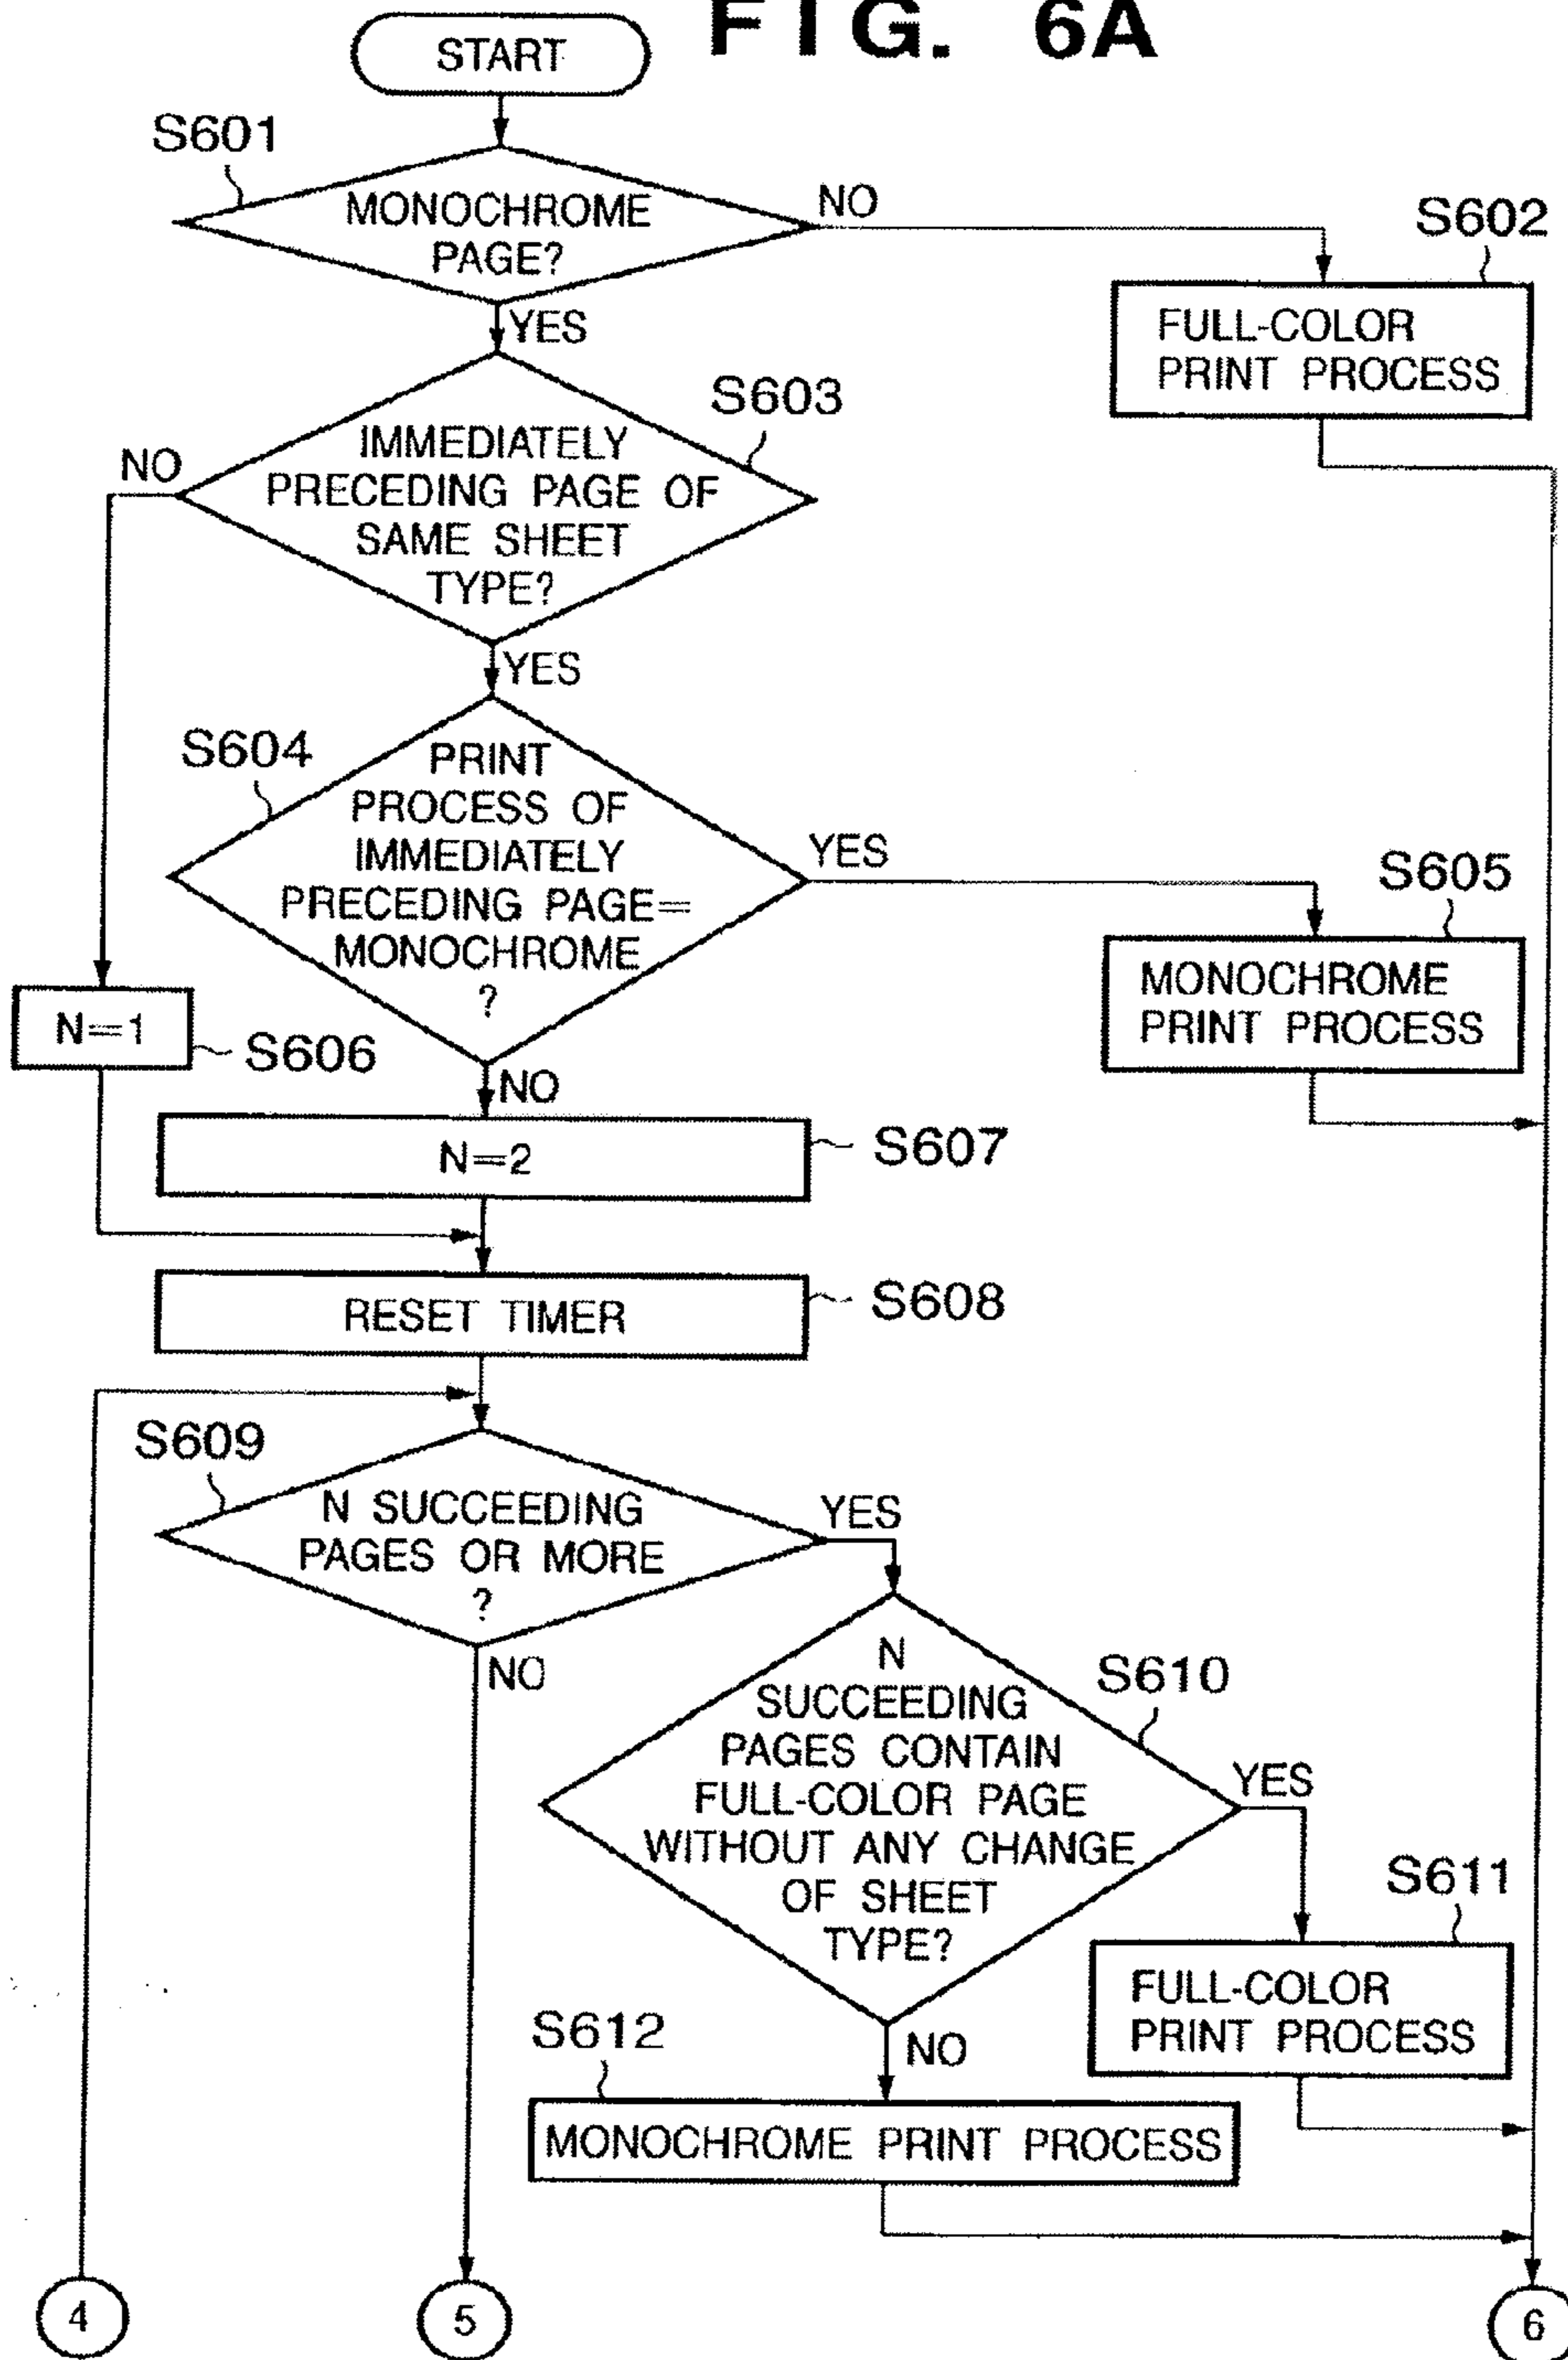 FIG. 6A
START
S601
MONOCHROME
PAGE?
NO
YES
S602
FULL-COLOR
PRINT PROCESS
S603
IMMEDIATELY
PRECEDING PAGE OF
SAME SHEET
TYPE?
NO
YES
S604
PRINT
PROCESS OF
IMMEDIATELY
PRECEDING PAGE=
MONOCHROME
?
YES
NO
S605
MONOCHROME
PRINT PROCESS
N=1
S606
N=2
S607
RESET TIMER
S608
S609
N SUCCEEDING
PAGES OR MORE
?
YES
NO
S610
N
SUCCEEDING
PAGES CONTAIN
FULL-COLOR PAGE
WITHOUT ANY CHANGE
OF SHEET
TYPE?
YES
NO
S611
FULL-COLOR
PRINT PROCESS
S612
MONOCHROME PRINT PROCESS
4
5
6